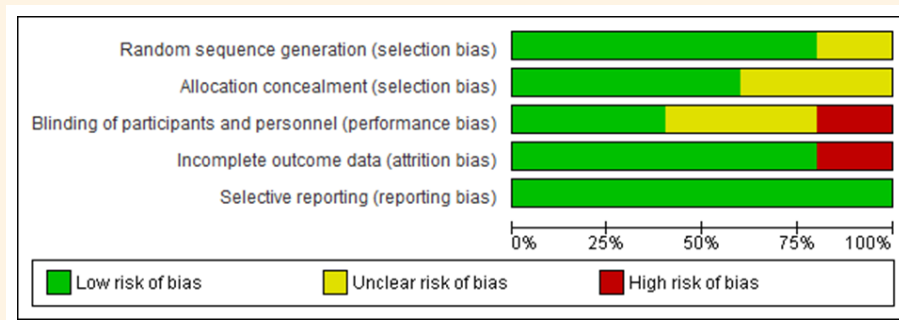 Random sequence generation (selection bias)
Allocation concealment (selection bias)
Blinding of participants and personnel (performance bias)
Incomplete outcome data (attrition bias)
Selective reporting (reporting bias)
0% 25% 50% 75% 100%
Low risk of bias Unclear risk of bias High risk of bias